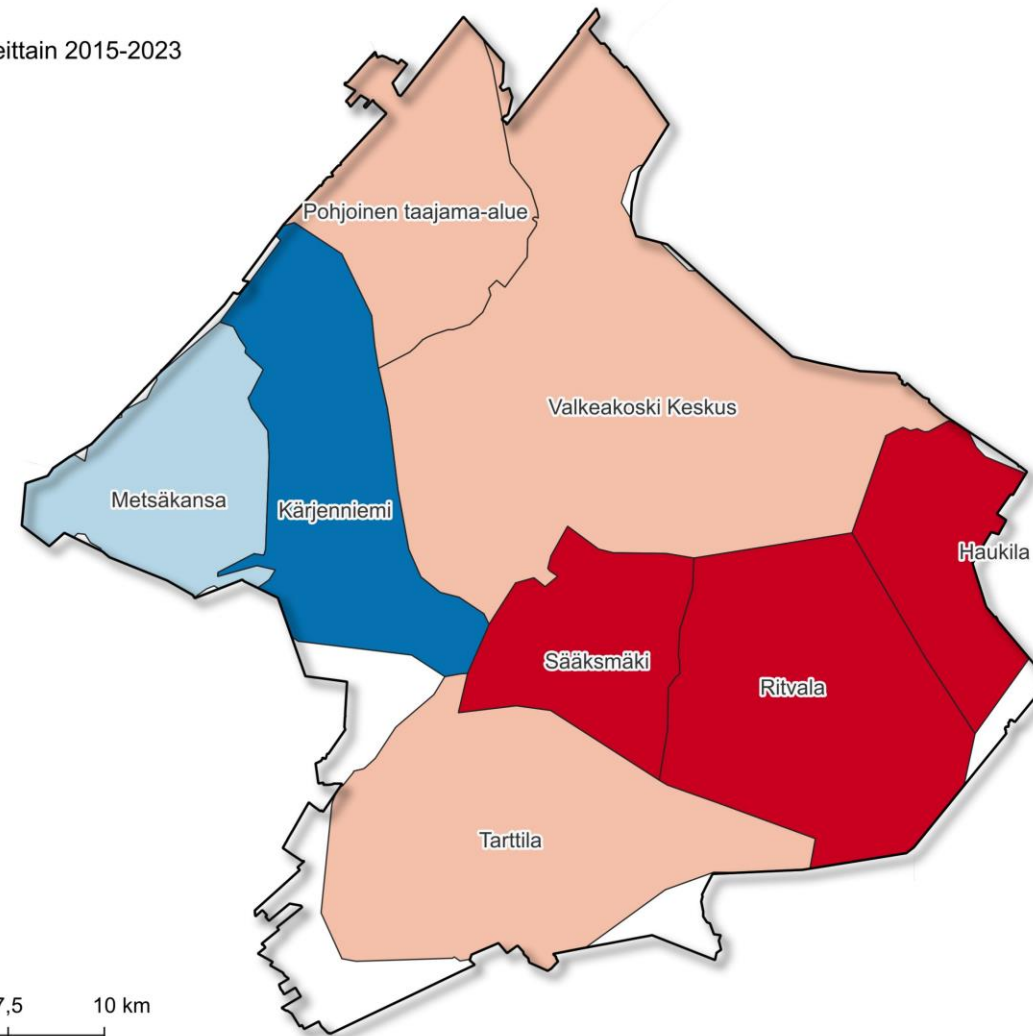 eittain 2015-2023
Pohjoinen taajama-alue
Valkeakoski Keskus
Metsäkansa
Kärjenniemi
Haukila
Sääksmäki
Ritvala
Tarttila
7,5 10 km